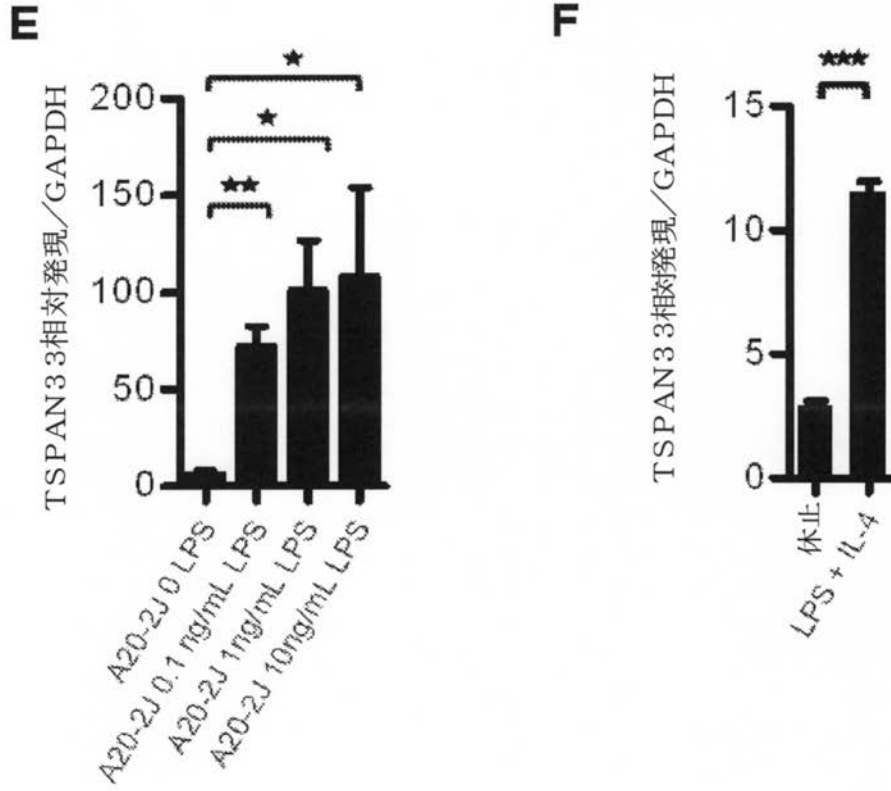 E
TSPAN33相対発現/GAPDH
200
150
100
50
0
★
★
★★
A20-2J 0 LPS
A20-2J 0.1 ng/mL LPS
A20-2J 1ng/mL LPS
A20-2J 10ng/mL LPS
F
TSPAN33相対発現/GAPDH
15
10
5
0
★★★
休止
LPS + IL-4